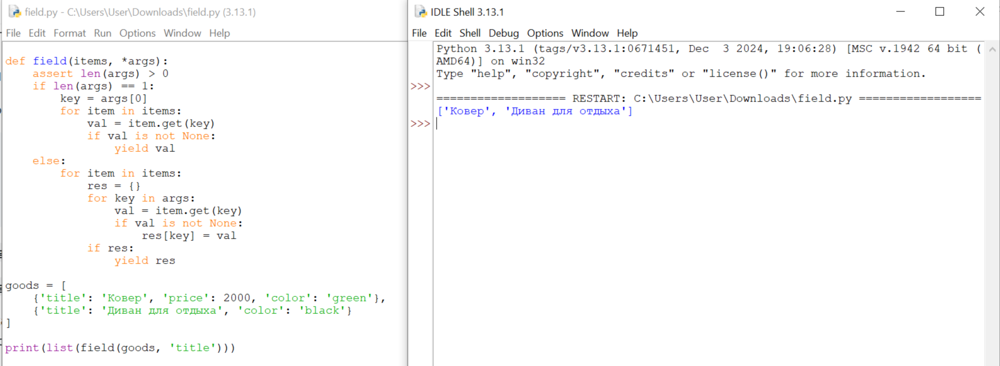 field.py - C:\Users\User\Downloads\field.py (3.13.1)
File Edit Format Run Options Window Help
def field(items, *args):
    assert len(args) > 0
    if len(args) == 1:
        key = args[0]
        for item in items:
            val = item.get(key)
            if val is not None:
                yield val
    else:
        for item in items:
            res = {}
            for key in args:
                val = item.get(key)
                if val is not None:
                    res[key] = val
            if res:
                yield res
goods = [
    {'title': 'Ковер', 'price': 2000, 'color': 'green'},
    {'title': 'Диван для отдыха', 'color': 'black'}
]
print(list(field(goods, 'title')))
IDLE Shell 3.13.1
File Edit Shell Debug Options Window Help
Python 3.13.1 (tags/v3.13.1:0671451, Dec  3 2024, 19:06:28) [MSC v.1942 64 bit (
AMD64)] on win32
Type "help", "copyright", "credits" or "license()" for more information.
>>>
=================== RESTART: C:\Users\User\Downloads\field.py ==================
['Ковер', 'Диван для отдыха']
>>>